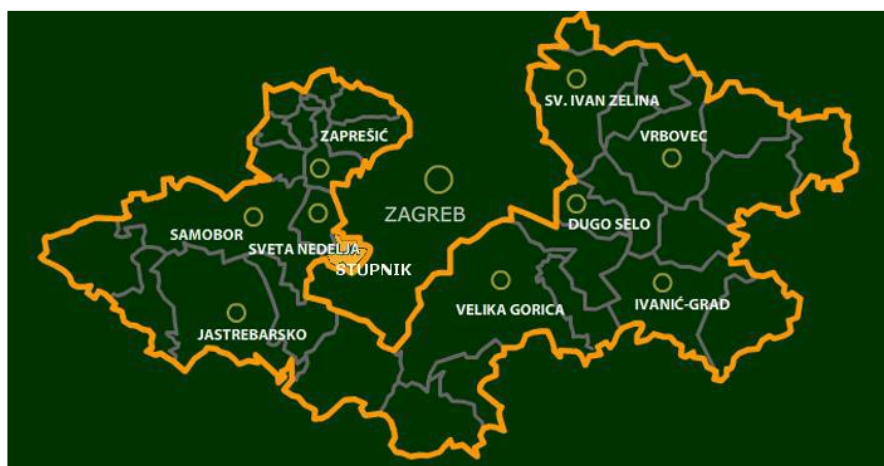 SV. IVAN ZELINA
ZAPREŠIĆ
VRBOVEC
ZAGREB
DUGO SELO
SAMOBOR
SVETA NEDELJA
STUPNIK
VELIKA GORICA
IVANIĆ-GRAD
JASTREBARSKO